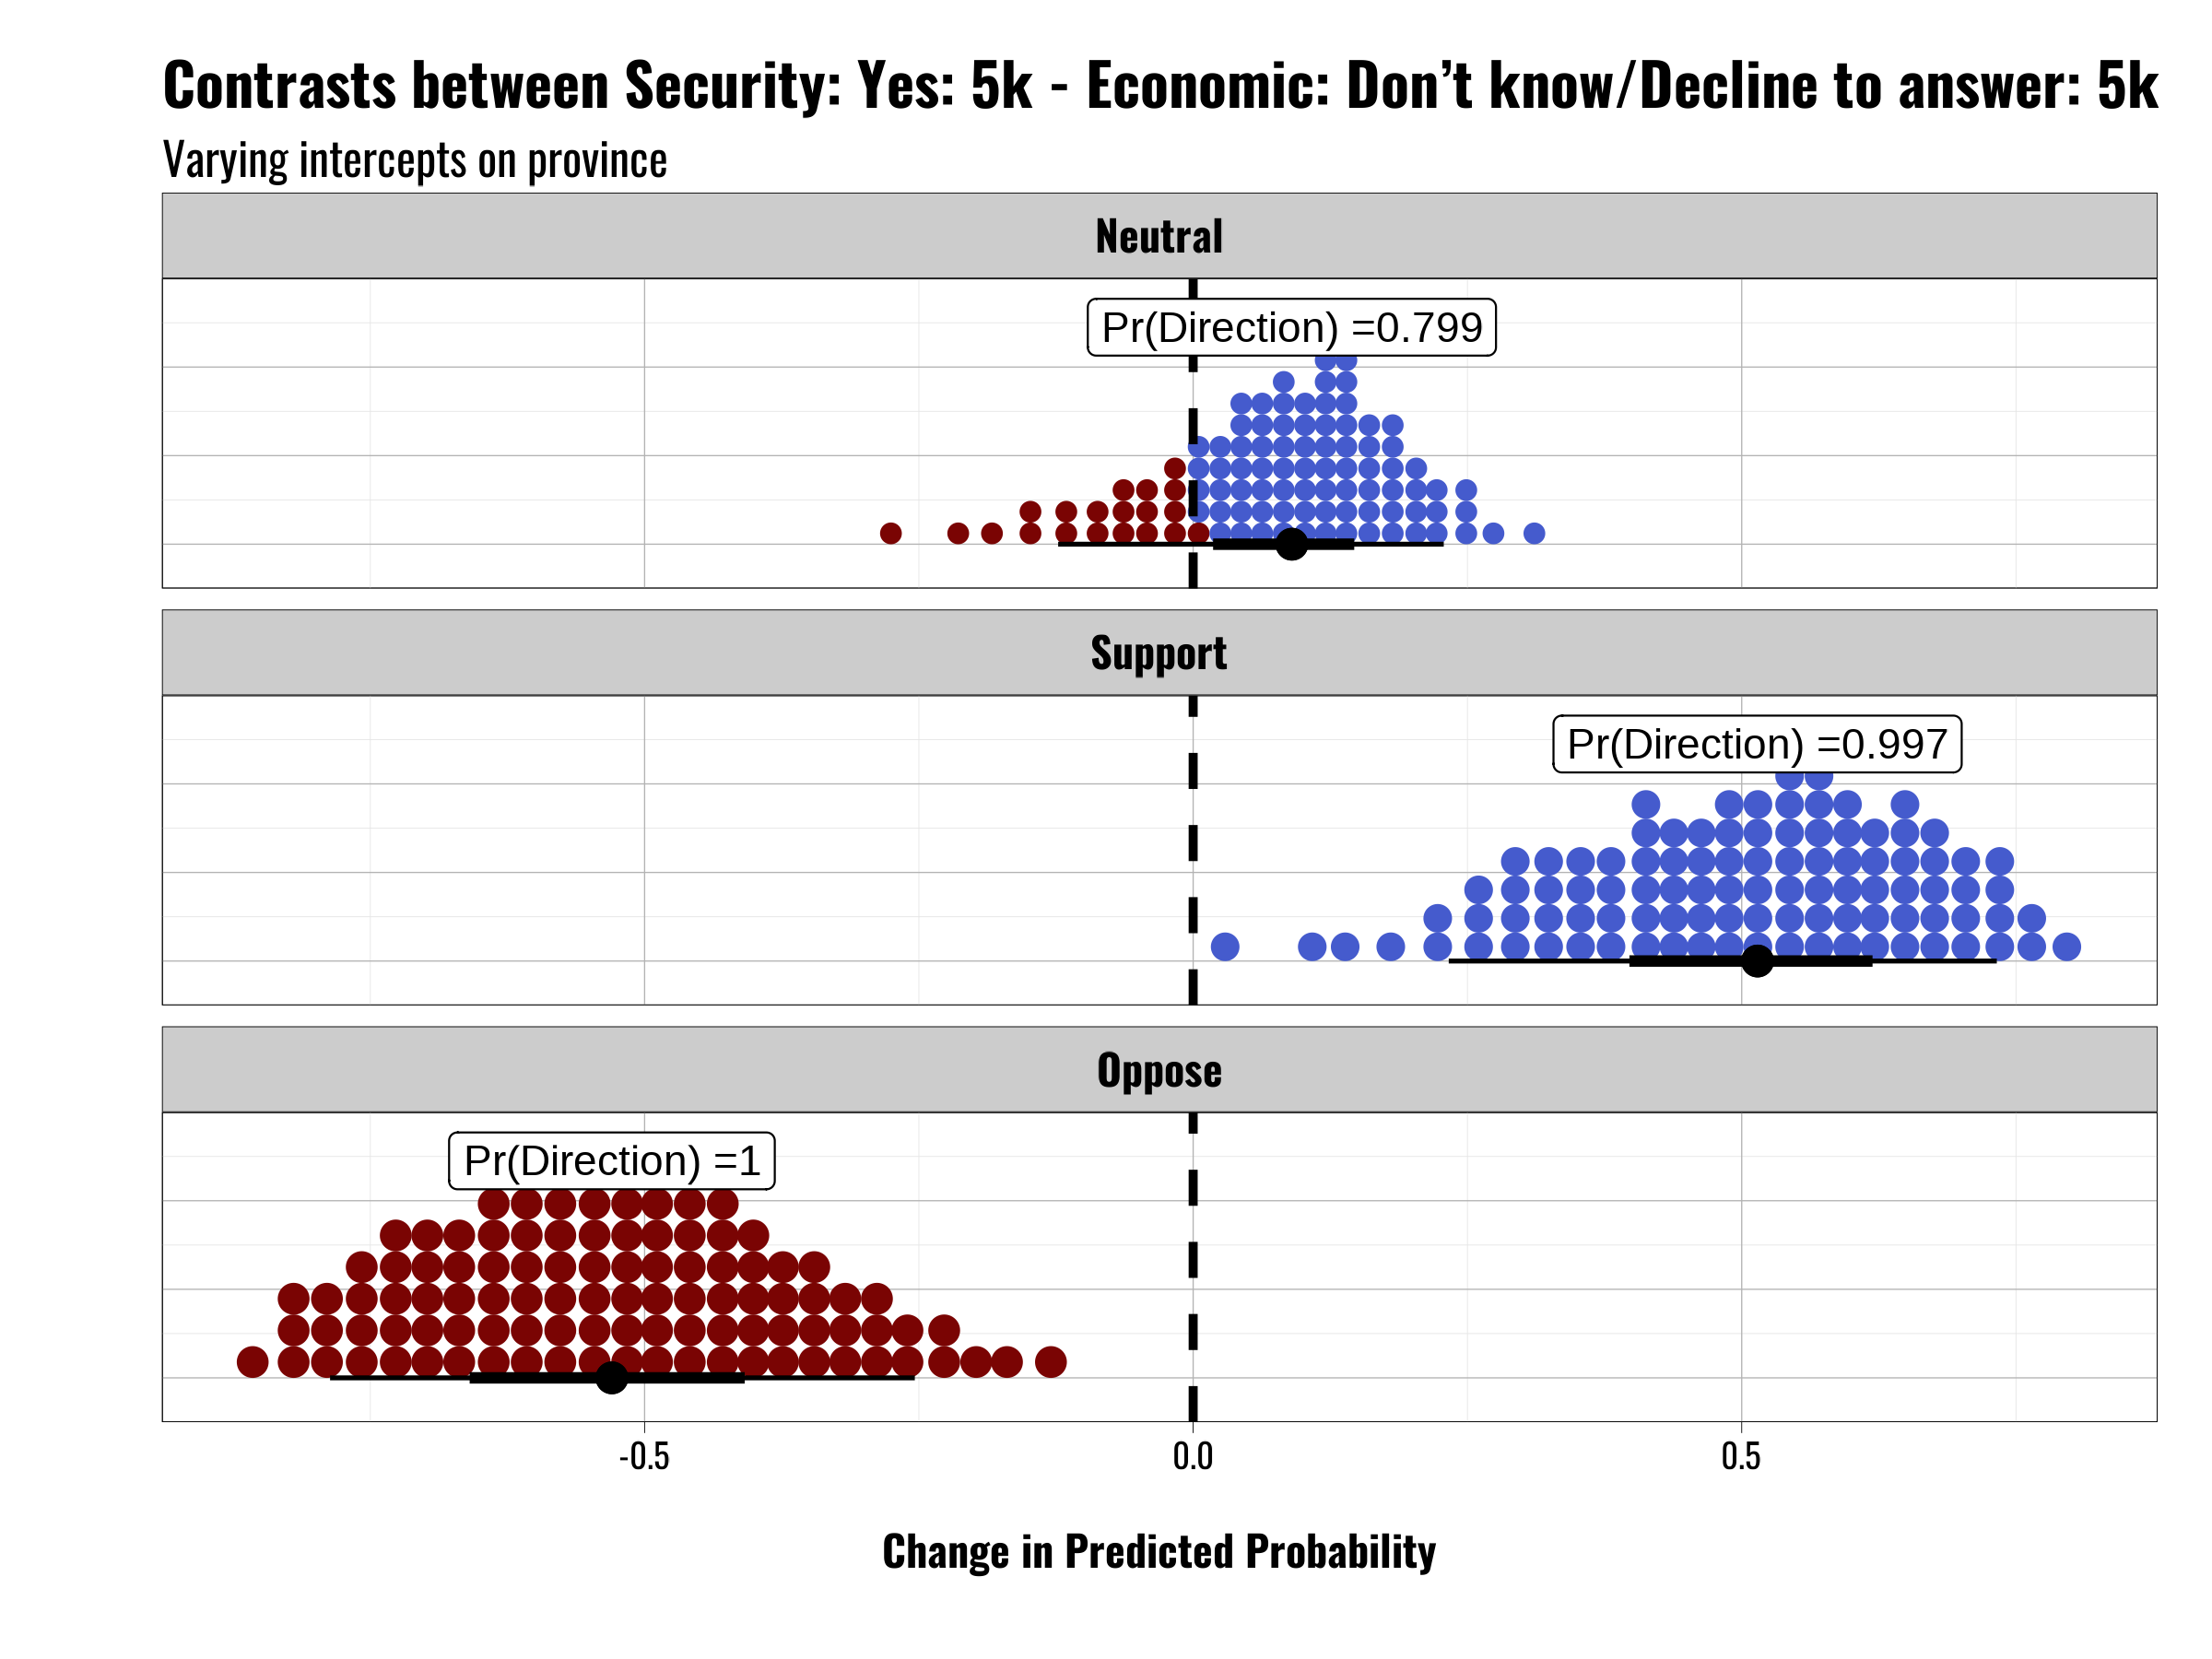 Contrasts between Security: Yes: 5k - Economic: Don’t know/Decline to answer: 5k
Varying intercepts on province
Neutral
Pr(Direction) =0.799
Support
Pr(Direction) =0.997
Oppose
Pr(Direction) =1
-0.5 0.0 0.5
Change in Predicted Probability